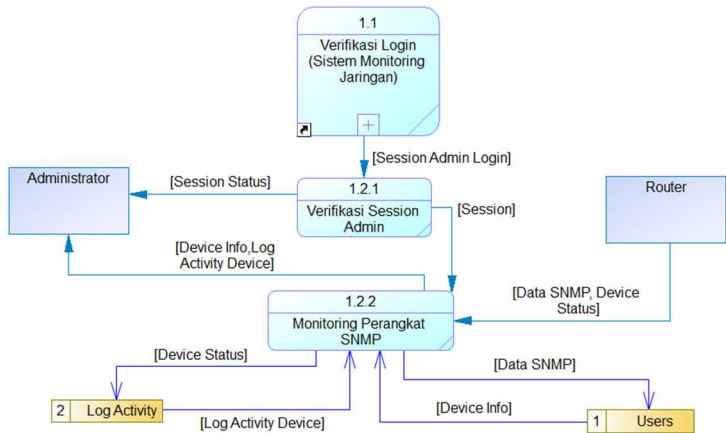 1.1
Verifikasi Login
(Sistem Monitoring
Jaringan)
[Session Admin Login]
Administrator
[Session Status]
1.2.1
Verifikasi Session
Admin
[Session]
Router
[Device Info,Log
Activity Device]
[Data SNMP, Device
Status]
1.2.2
Monitoring Perangkat
SNMP
[Device Status]
[Data SNMP]
2 Log Activity
[Log Activity Device]
[Device Info]
1 Users